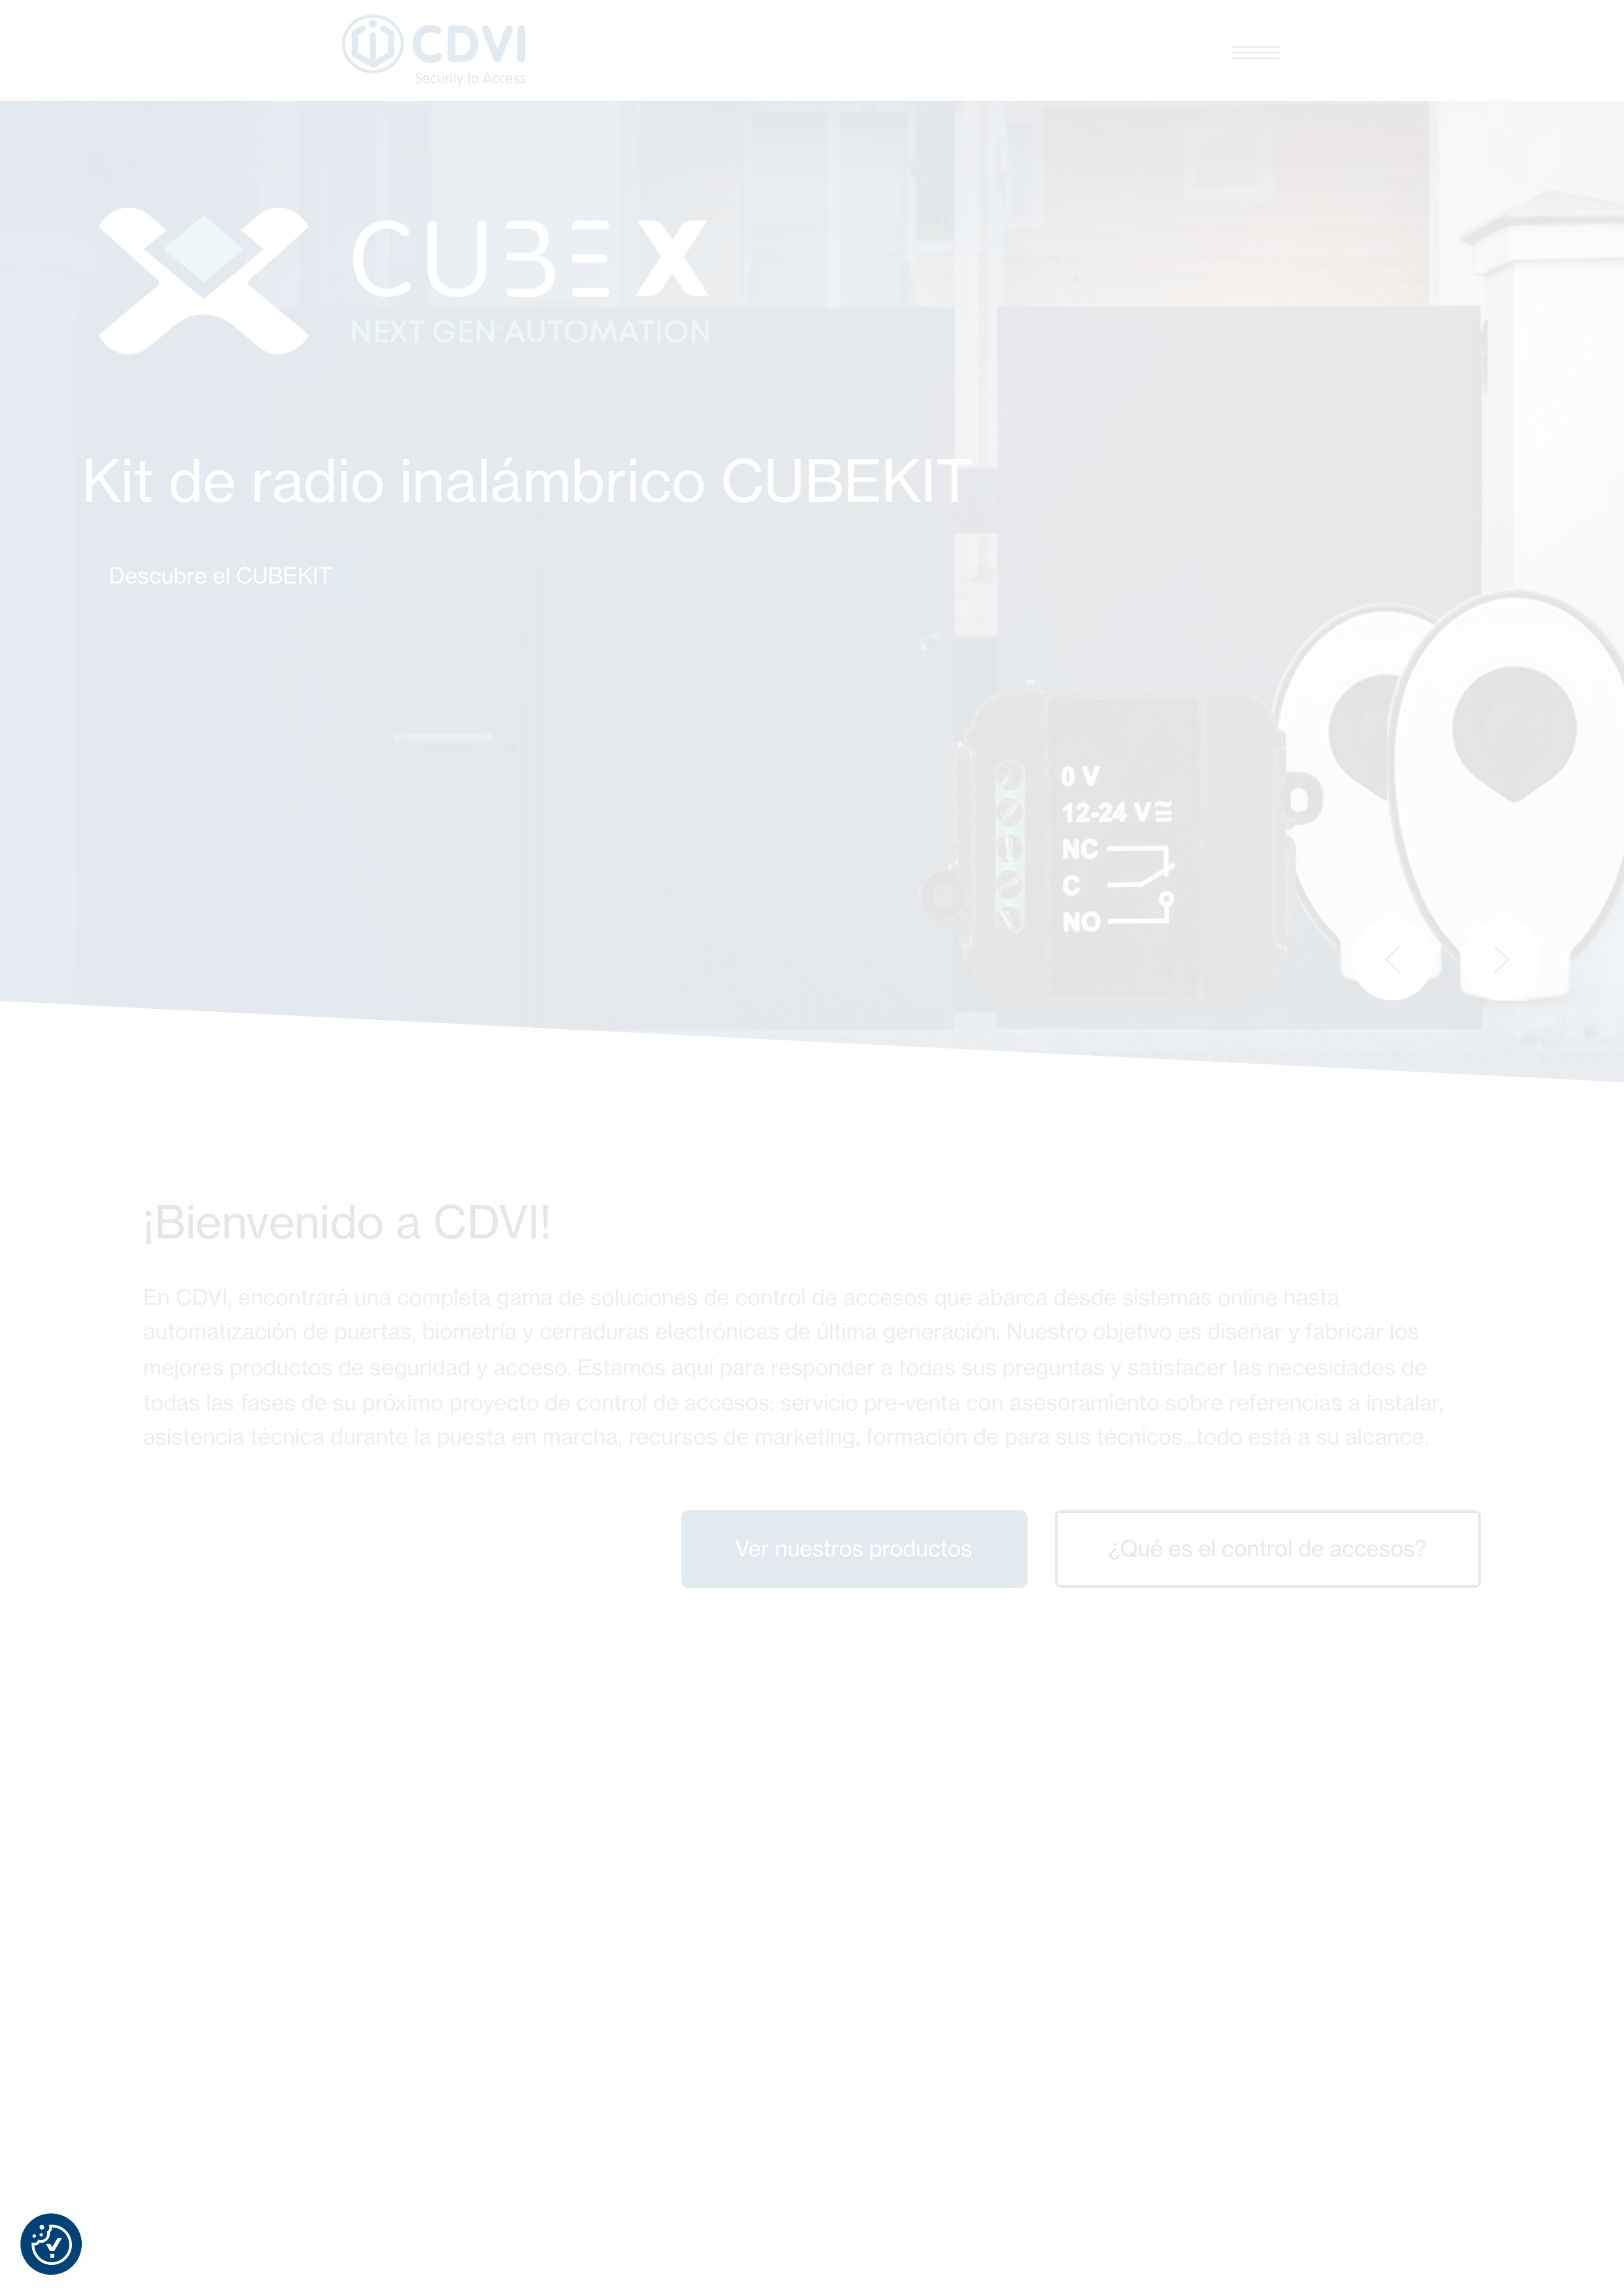 CDVI
Security to Access
CUBEX
NEXT GEN AUTOMATION
Kit de radio inalámbrico CUBEKIT
Descubre el CUBEKIT
0 V
12-24 V
NC
C
NO
¡Bienvenido a CDVI!
En CDVI, encontrará una completa gama de soluciones de control de accesos que abarca desde sistemas online hasta
automatización de puertas, biometría y cerraduras electrónicas de última generación. Nuestro objetivo es diseñar y fabricar los
mejores productos de seguridad y acceso. Estamos aquí para responder a todas sus preguntas y satisfacer las necesidades de
todas las fases de su próximo proyecto de control de accesos: servicio pre-venta con asesoramiento sobre referencias a instalar,
asistencia técnica durante la puesta en marcha, recursos de marketing, formación de para sus técnicos...todo está a su alcance.
Ver nuestros productos
¿Qué es el control de accesos?